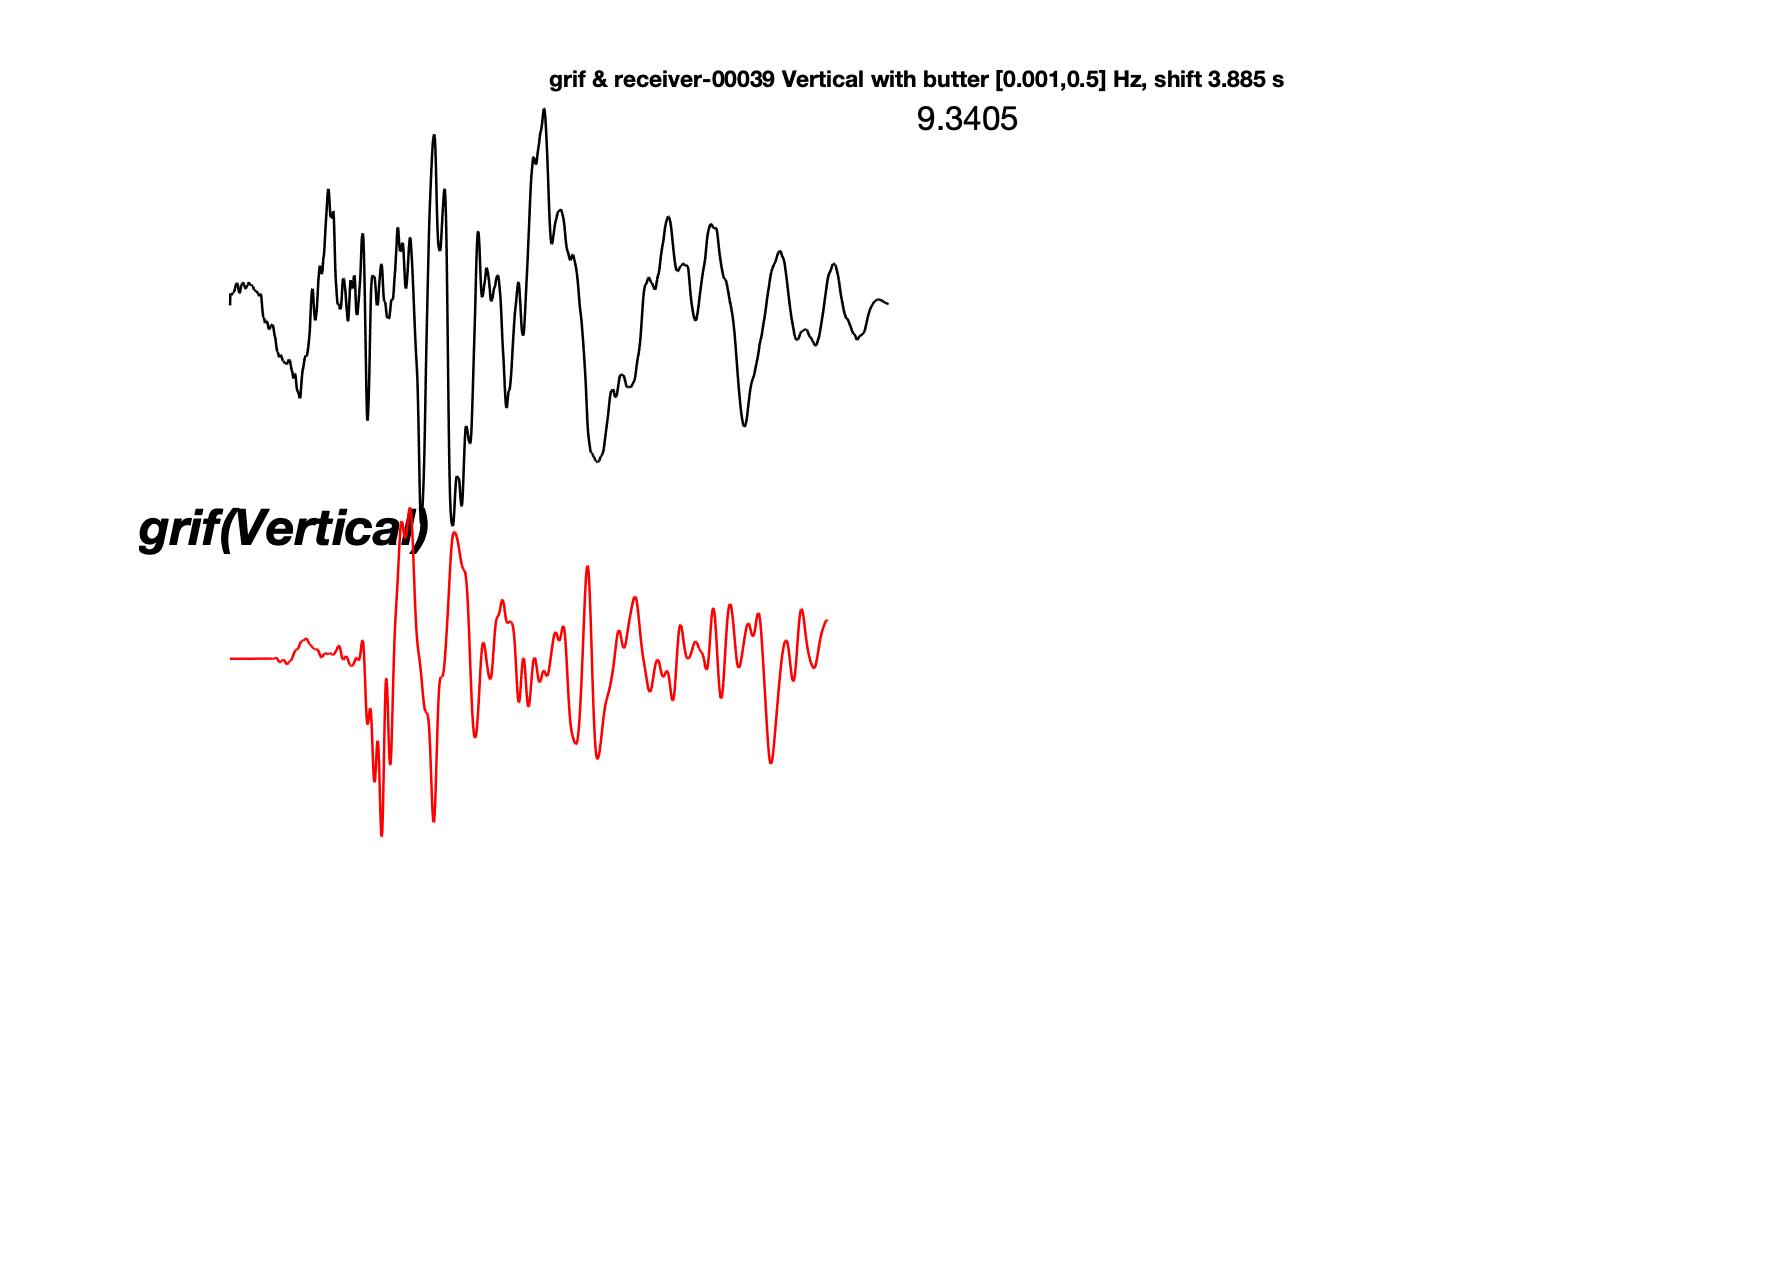 grif & receiver-00039 Vertical with butter [0.001,0.5] Hz, shift 3.885 s
9.3405
grif(Vertical)